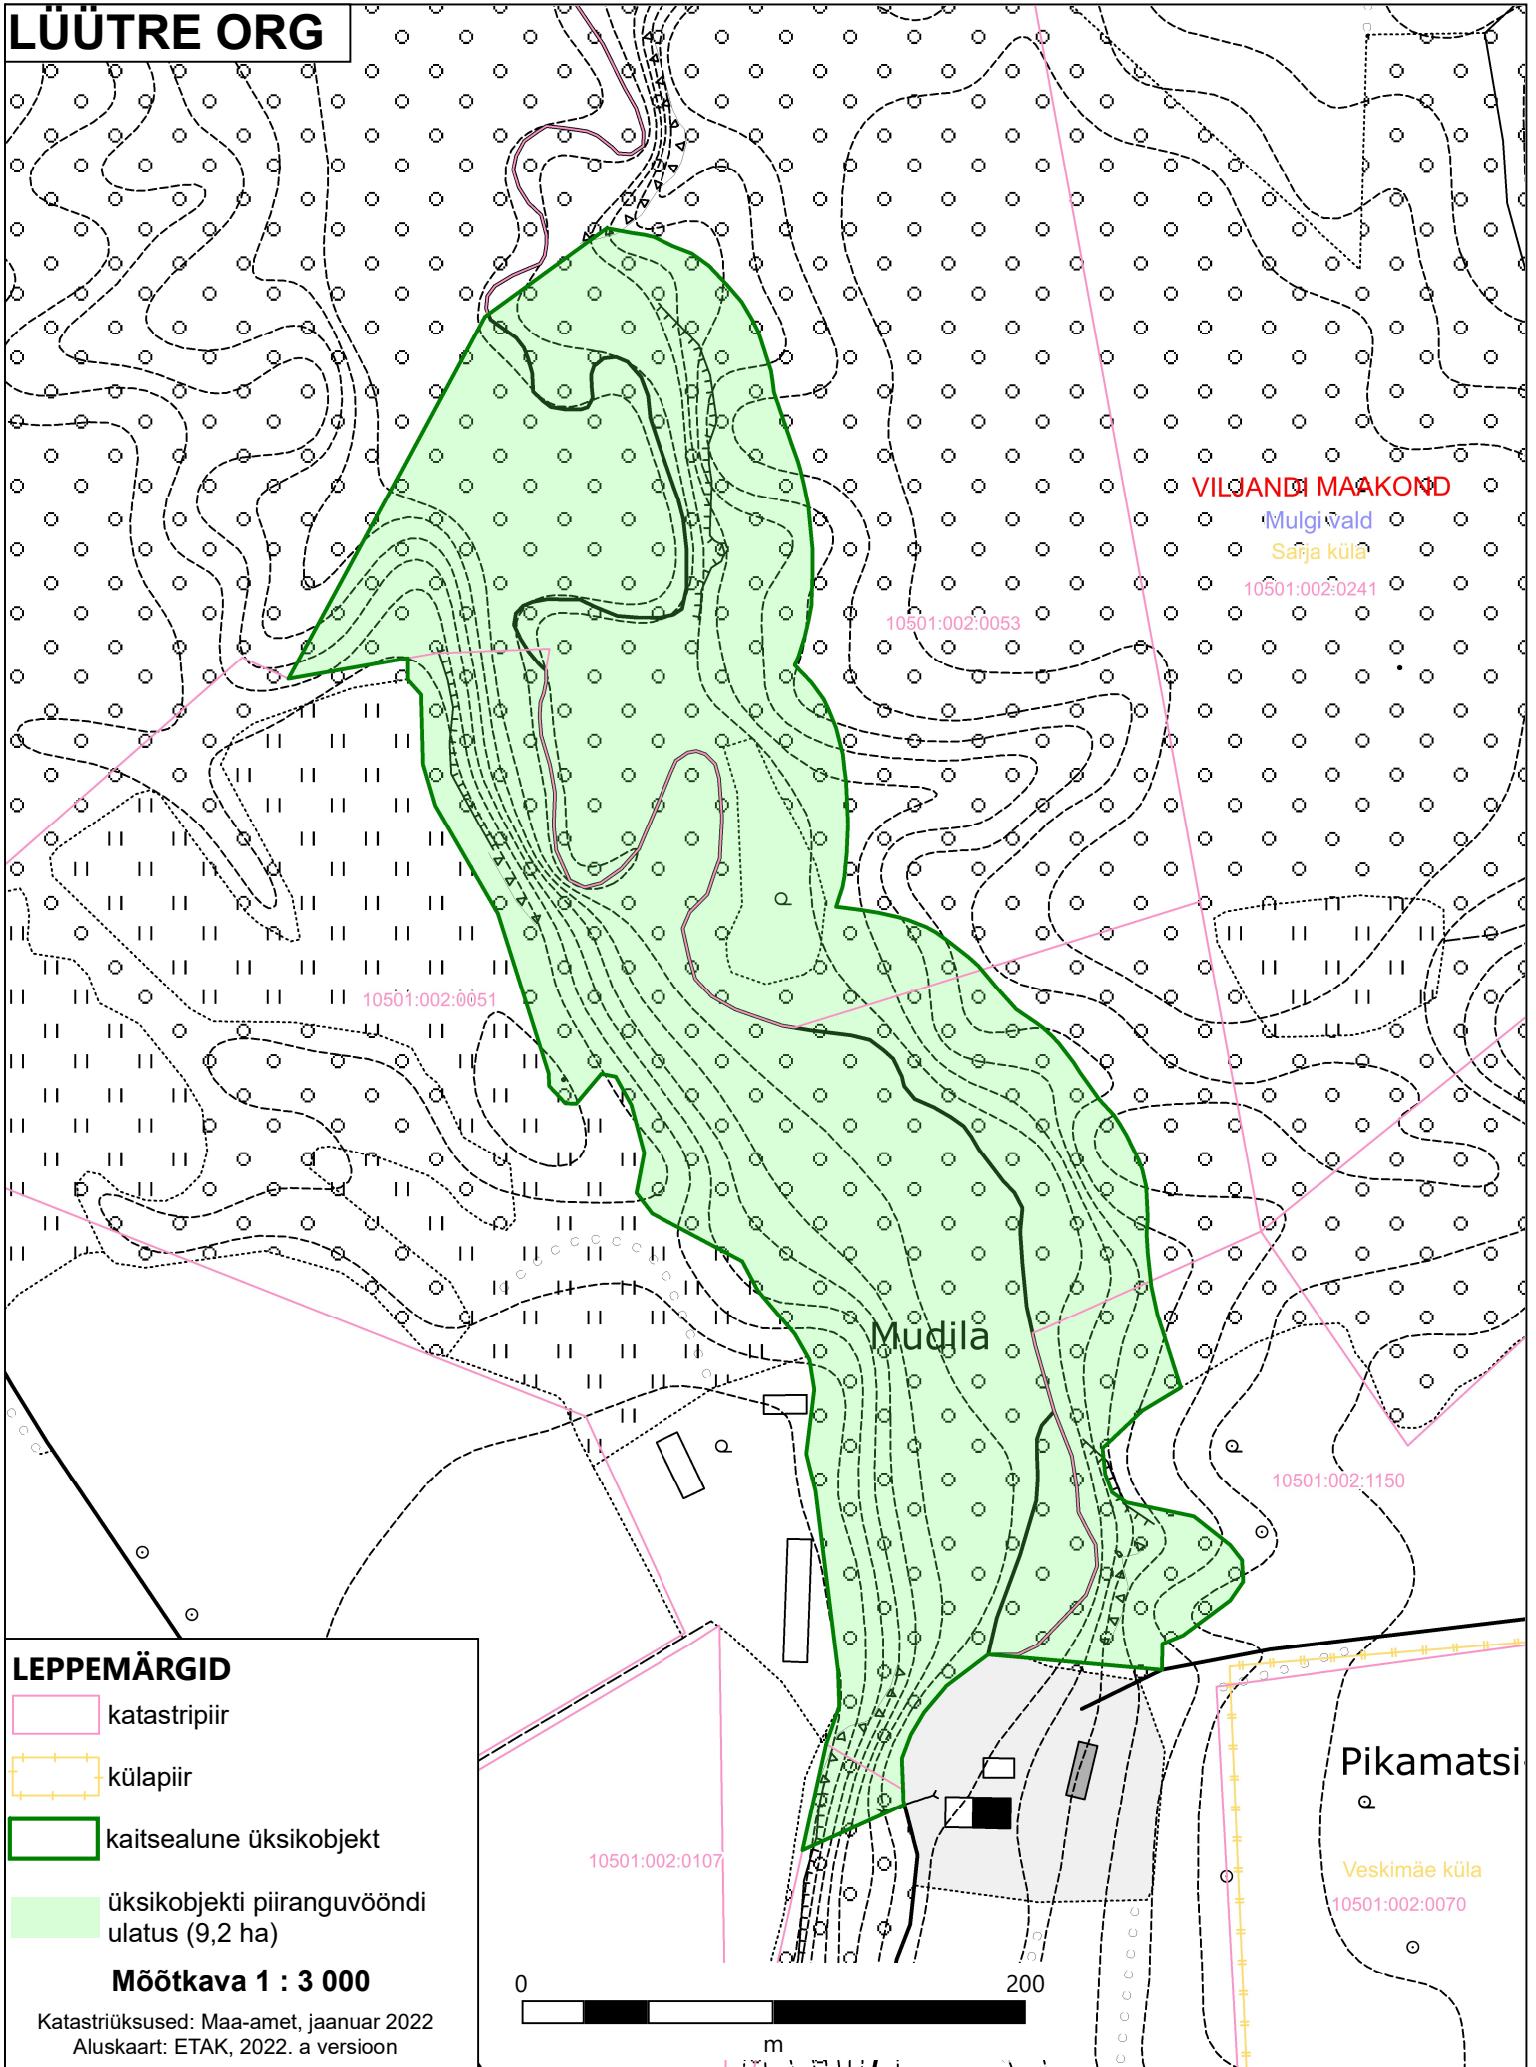 LÜÜTRE ORG
VILJANDI MAAKOND
Mulgi vald
Sarja küla
10501:002:0241
10501:002:0053
10501:002:0051
Mudila
10501:002:1150
Pikamatsi
Veskimäe küla
10501:002:0070
10501:002:0107
LEPPEMÄRGID
katastripiir
külapiir
kaitsealune üksikobjekt
üksikobjekti piiranguvööndi
ulatus (9,2 ha)
Mõõtkava 1 : 3 000
Katastriüksused: Maa-amet, jaanuar 2022
Aluskaart: ETAK, 2022. a versioon
0 200
m